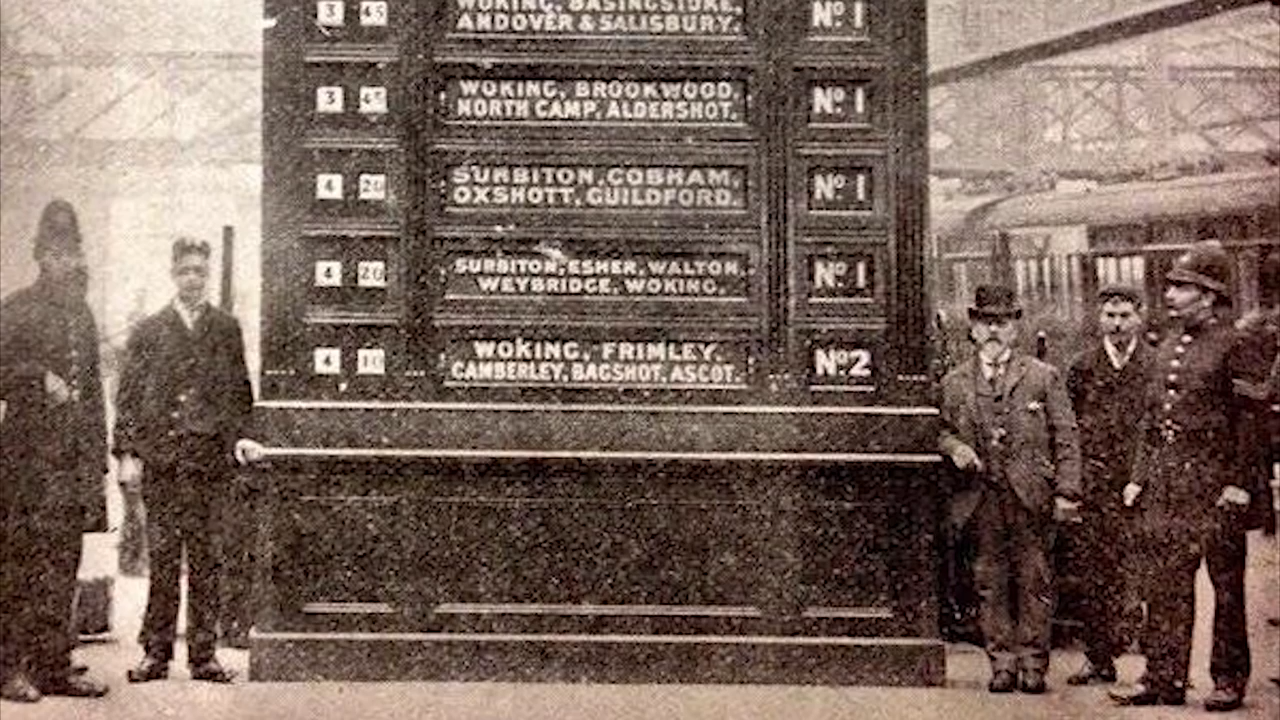 3 45 WOKING, BASINGSTOKE, Nº 1
ANDOVER & SALISBURY.
3 45 WOKING, BROOKWOOD, Nº 1
NORTH CAMP, ALDERSHOT.
4 20 SURBITON, COBHAM, Nº 1
OXSHOTT, GUILDFORD.
4 20 SURBITON, ESHER, WALTON, Nº 1
WEYBRIDGE, WOKING.
4 10 WOKING, FRIMLEY, Nº 2
CAMBERLEY, BAGSHOT, ASCOT.